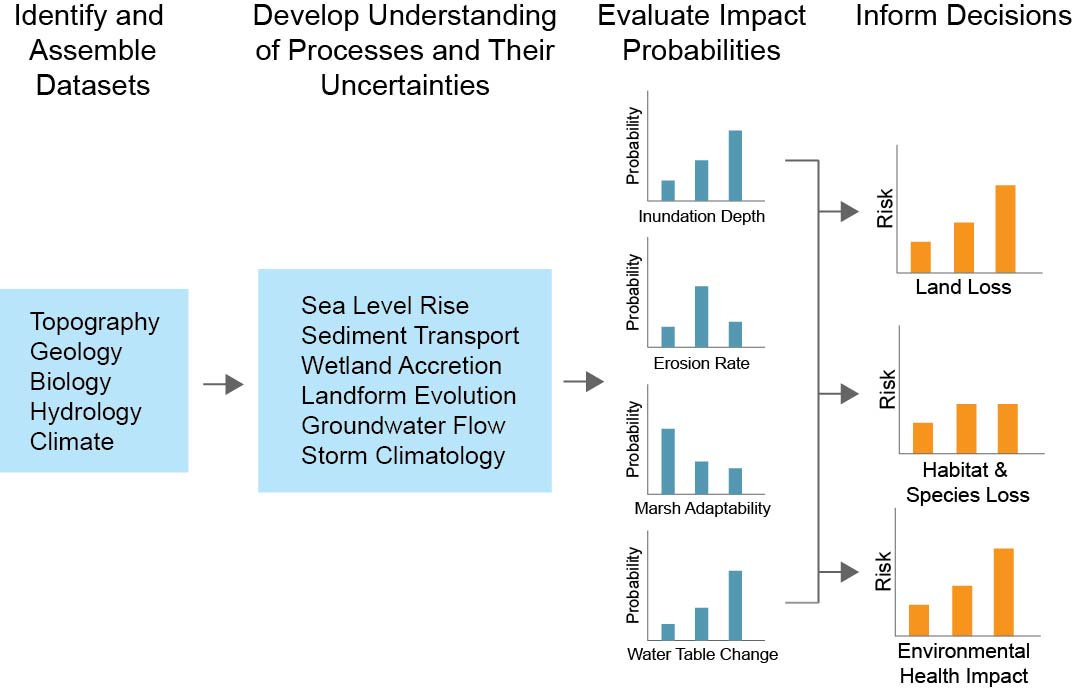 Identify and
Assemble
Datasets
Develop Understanding
of Processes and Their
Uncertainties
Evaluate Impact
Probabilities
Inform Decisions
Topography
Geology
Biology
Hydrology
Climate
Sea Level Rise
Sediment Transport
Wetland Accretion
Landform Evolution
Groundwater Flow
Storm Climatology
Probability
Inundation Depth
Probability
Erosion Rate
Probability
Marsh Adaptability
Probability
Water Table Change
Risk
Land Loss
Risk
Habitat &
Species Loss
Risk
Environmental
Health Impact